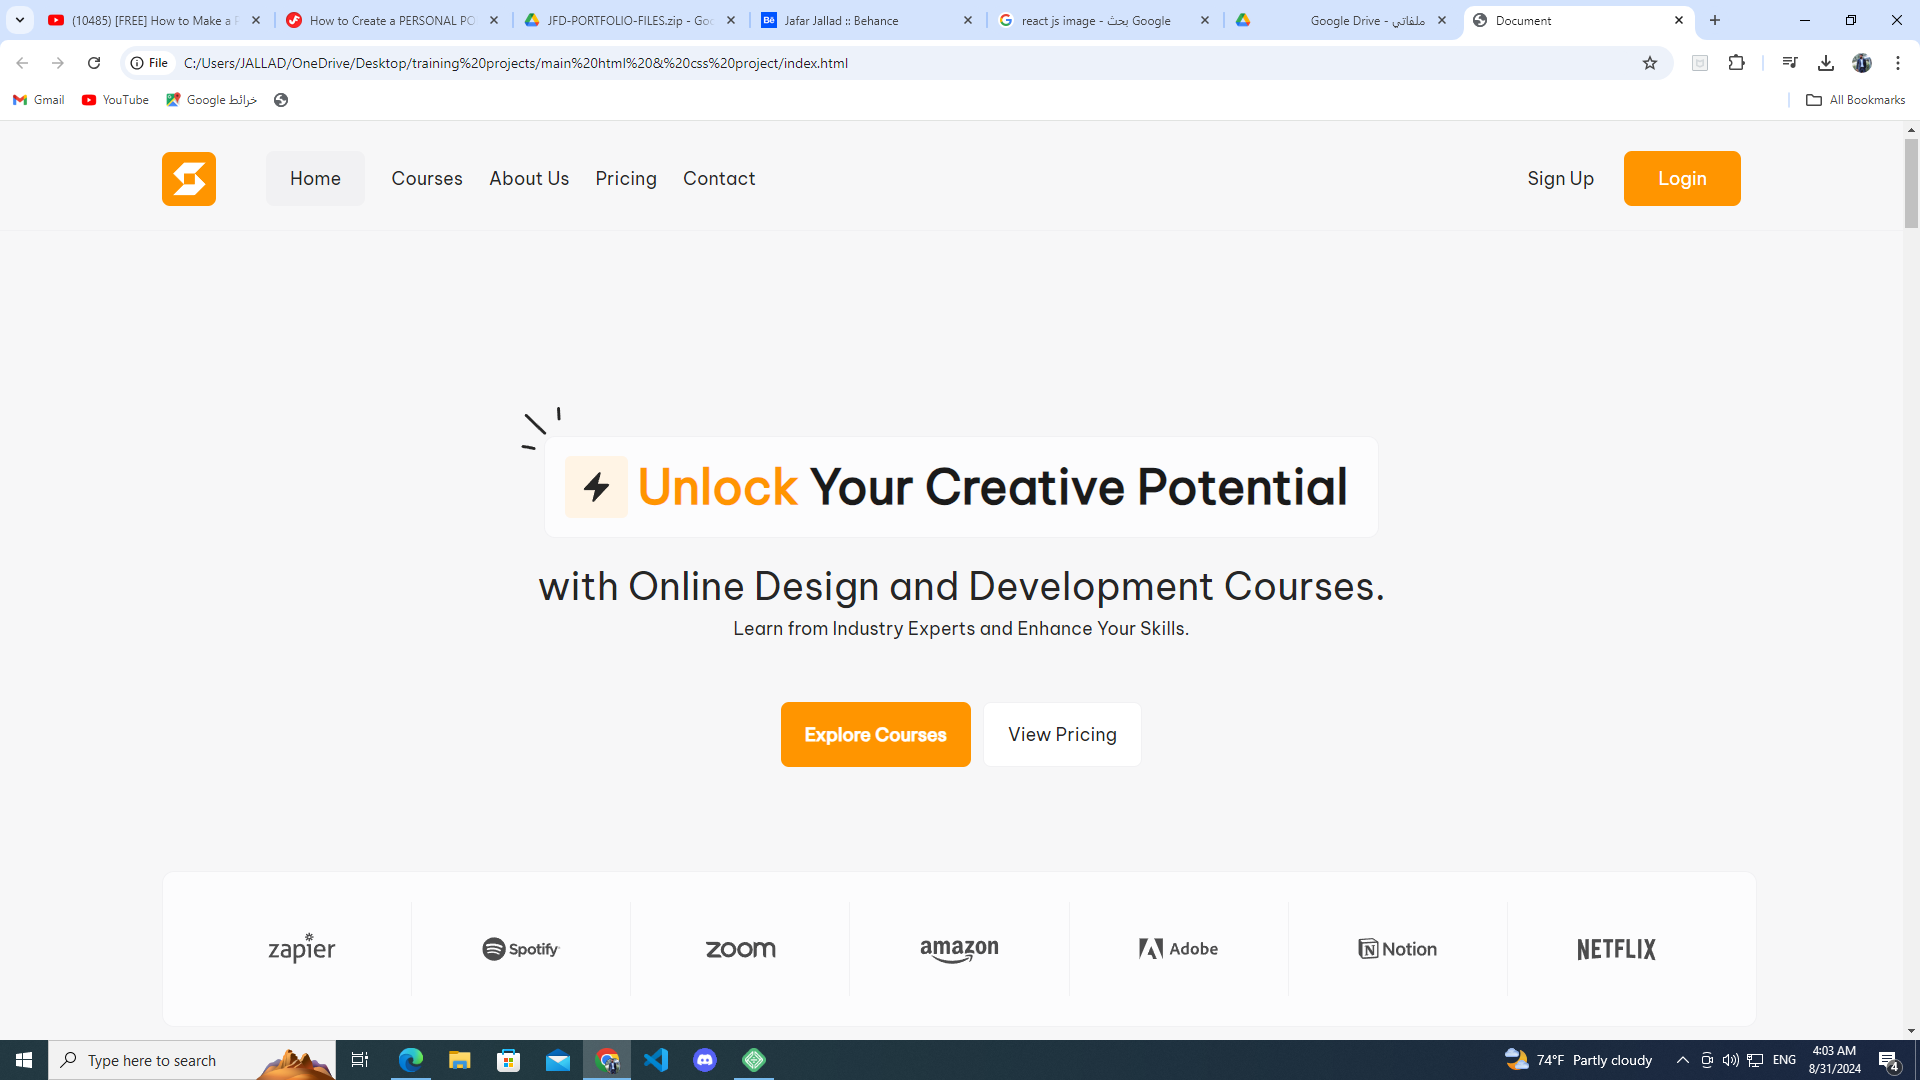 (10485) [FREE] How to Make a P
How to Create a PERSONAL PO
JFD-PORTFOLIO-FILES.zip - Goo
Jafar Jallad :: Behance
react js image - بحث Google
ملفاتي - Google Drive
Document
File
C:/Users/JALLAD/OneDrive/Desktop/training%20projects/main%20html%20&%20css%20project/index.html
Gmail
YouTube
خرائط Google
All Bookmarks
Home
Courses
About Us
Pricing
Contact
Sign Up
Login
Unlock Your Creative Potential
with Online Design and Development Courses.
Learn from Industry Experts and Enhance Your Skills.
Explore Courses
View Pricing
zapier
Spotify
zoom
amazon
Adobe
Notion
NETFLIX
Type here to search
74°F Partly cloudy
ENG
4:03 AM
8/31/2024
4